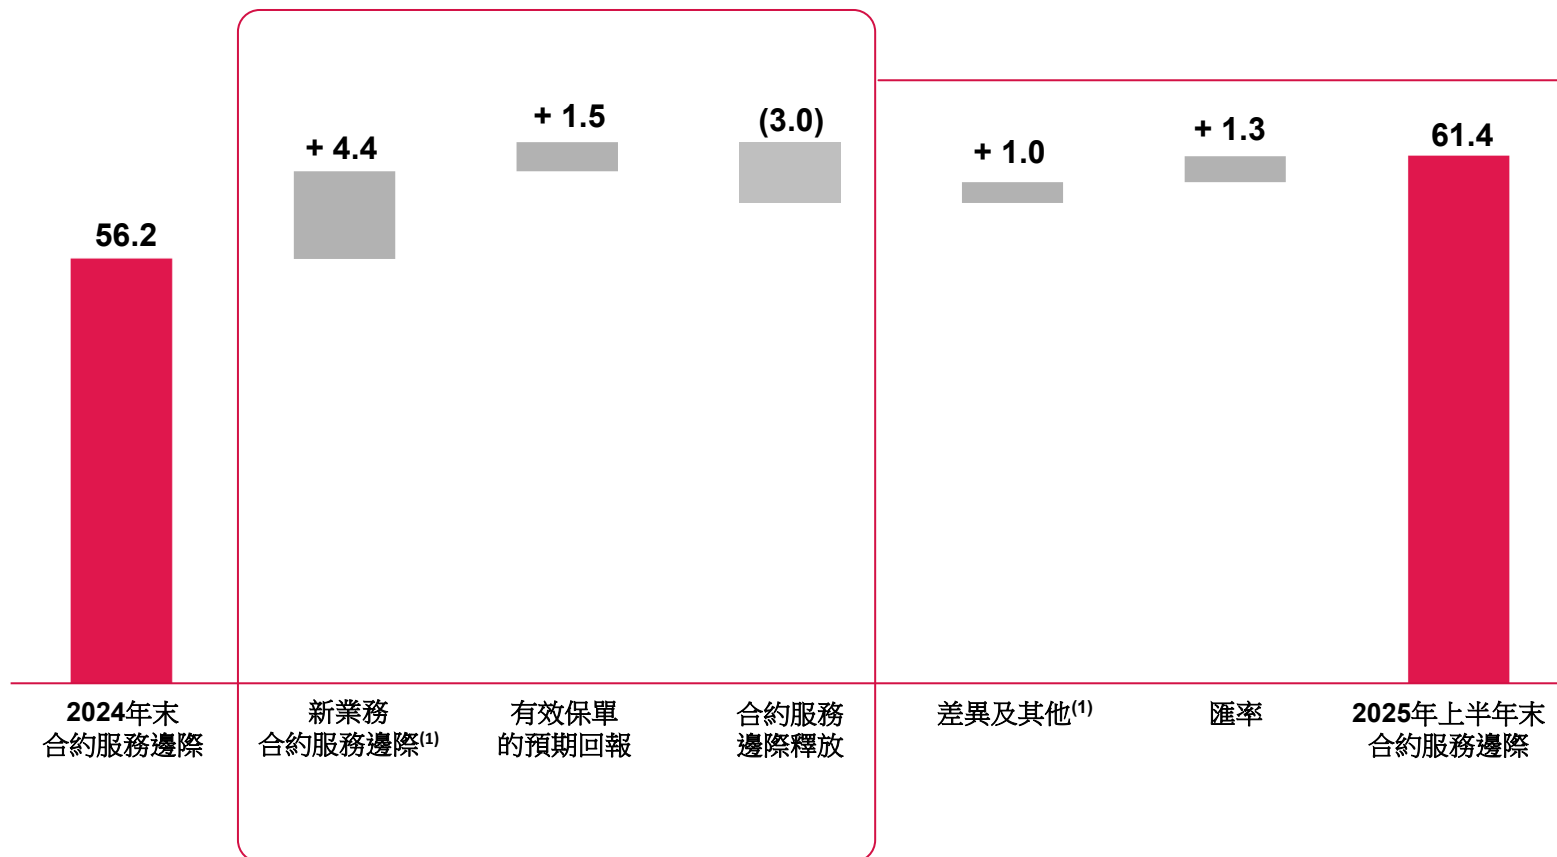 56.2
+ 4.4
+ 1.5
(3.0)
+ 1.0
+ 1.3
61.4
2024年末
合約服務邊際
新業務
合約服務邊際(1)
有效保單
的預期回報
合約服務
邊際釋放
差異及其他(1)
匯率
2025年上半年末
合約服務邊際